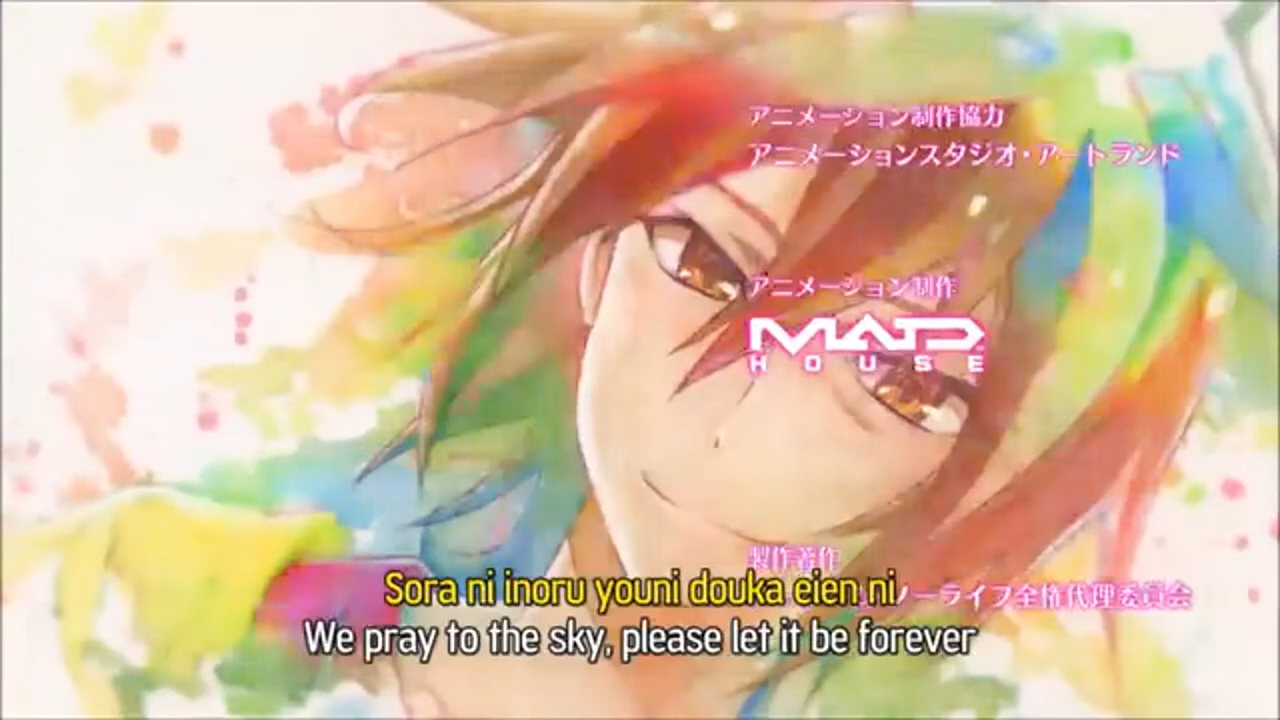 アニメーション制作協力
アニメーションスタジオ・アートランド
アニメーション制作
MADHOUSE
製作著作
ノーライフ全権代理委員会
Sora ni inoru youni douka eien ni
We pray to the sky, please let it be forever